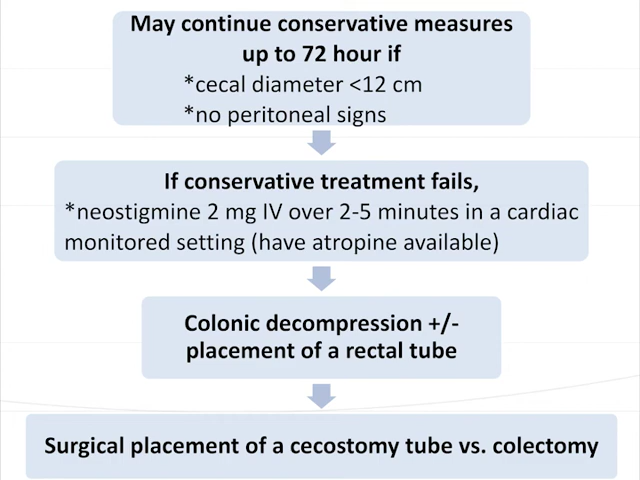 May continue conservative measures
up to 72 hour if
*cecal diameter <12 cm
*no peritoneal signs
If conservative treatment fails,
*neostigmine 2 mg IV over 2-5 minutes in a cardiac
monitored setting (have atropine available)
Colonic decompression +/-
placement of a rectal tube
Surgical placement of a cecostomy tube vs. colectomy